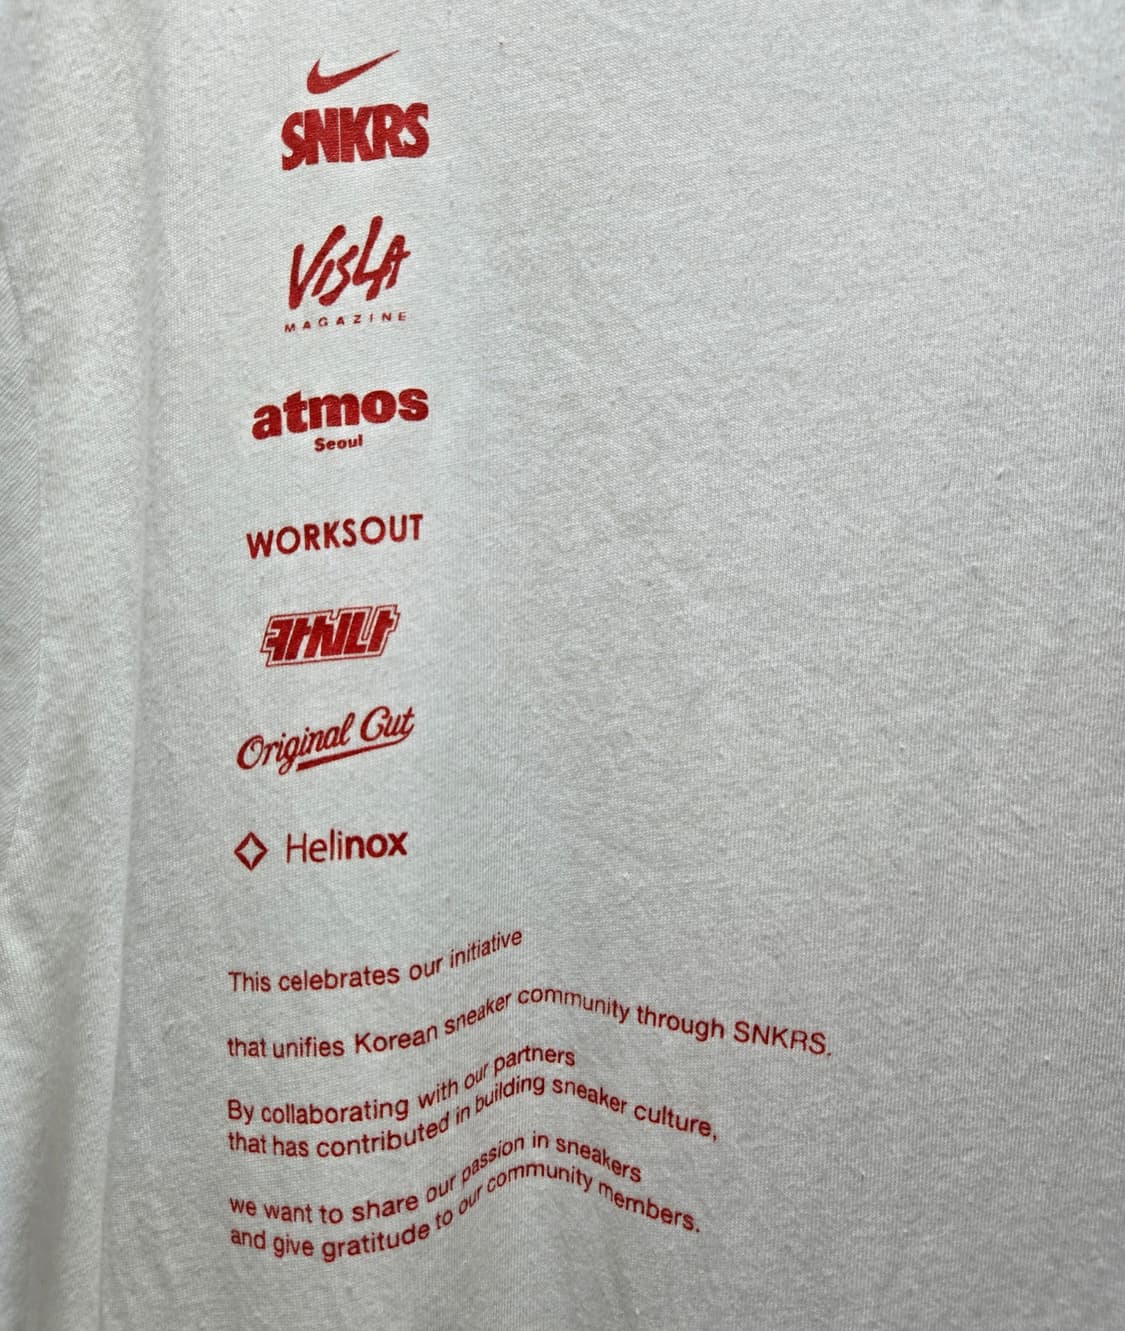 SNKRS
VISLA
MAGAZINE
atmos
Seoul
WORKSOUT
카시나
Original Cut
Helinox
This celebrates our initiative
that unifies Korean sneaker community through SNKRS.
By collaborating with our partners
that has contributed in building sneaker culture,
we want to share our passion in sneakers
and give gratitude to our community members.